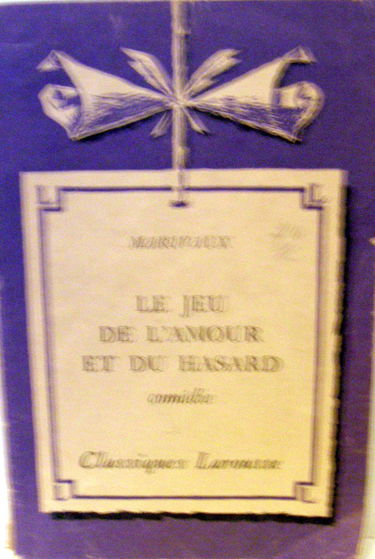 MARIVAUX
LE JEU
DE L'AMOUR
ET DU HASARD
comédie
Classiques Larousse